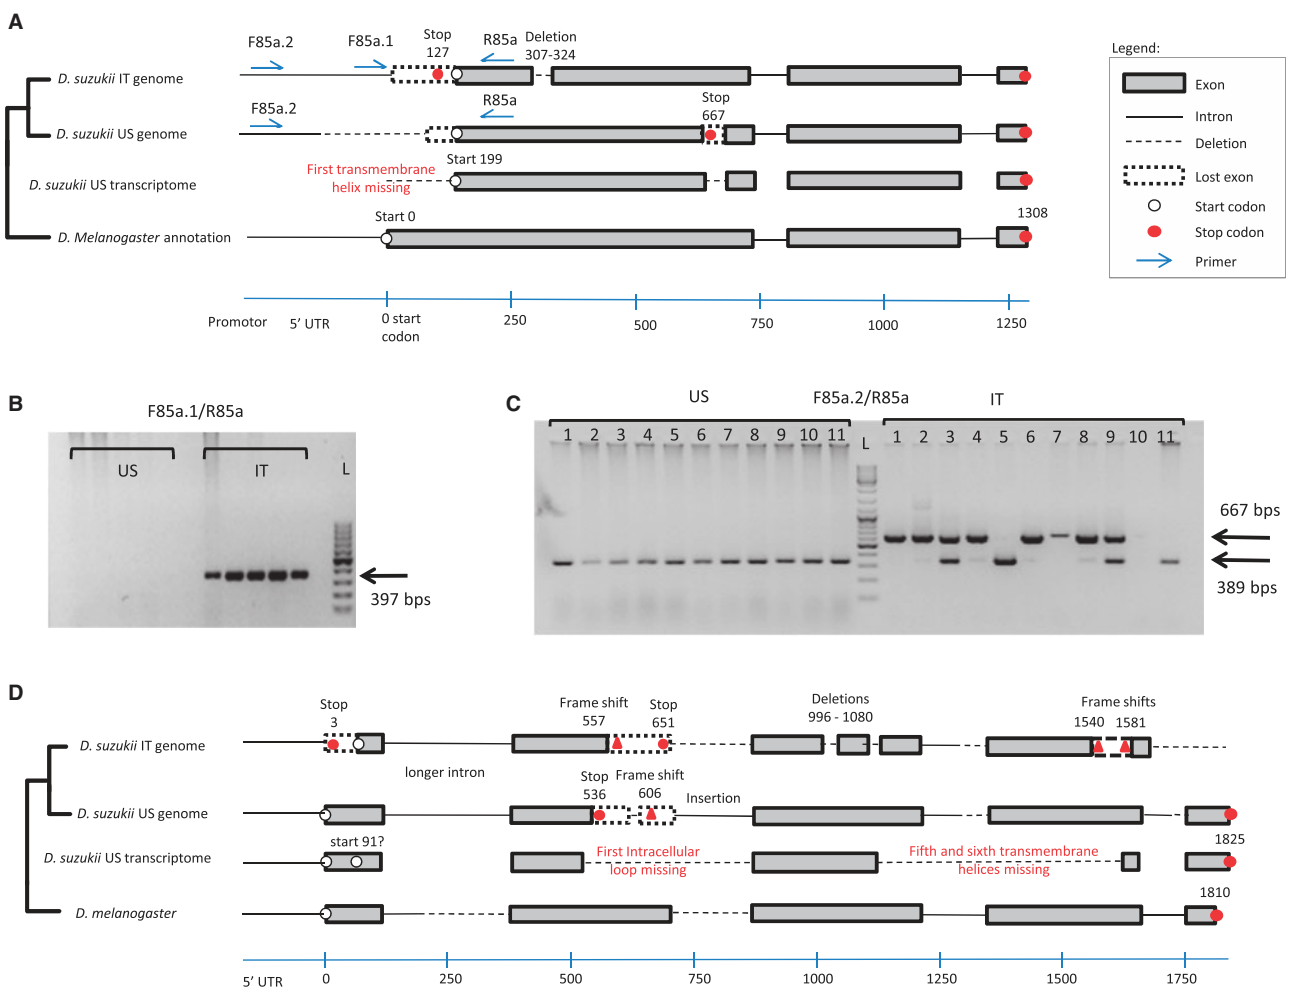 A
F85a.2
F85a.1
Stop
127
R85a
Deletion
307-324
D. suzukii IT genome
F85a.2
R85a
Stop
667
D. suzukii US genome
Start 199
First transmembrane
helix missing
D. suzukii US transcriptome
Start 0
1308
D. Melanogaster annotation
Promotor
5' UTR
0 start
codon
250
500
750
1000
1250
Legend:
Exon
Intron
Deletion
Lost exon
Start codon
Stop codon
Primer
B
F85a.1/R85a
US
IT
L
397 bps
C
US
F85a.2/R85a
IT
1 2 3 4 5 6 7 8 9 10 11
L
1 2 3 4 5 6 7 8 9 10 11
667 bps
389 bps
D
Stop
3
Frame shift
557
Stop
651
Deletions
996 - 1080
Frame shifts
1540 1581
D. suzukii IT genome
longer intron
Stop
536
Frame shift
606
Insertion
D. suzukii US genome
start 91?
1825
D. suzukii US transcriptome
First Intracellular
loop missing
Fifth and sixth transmembrane
helices missing
1810
D. melanogaster
5' UTR
0
250
500
750
1000
1250
1500
1750